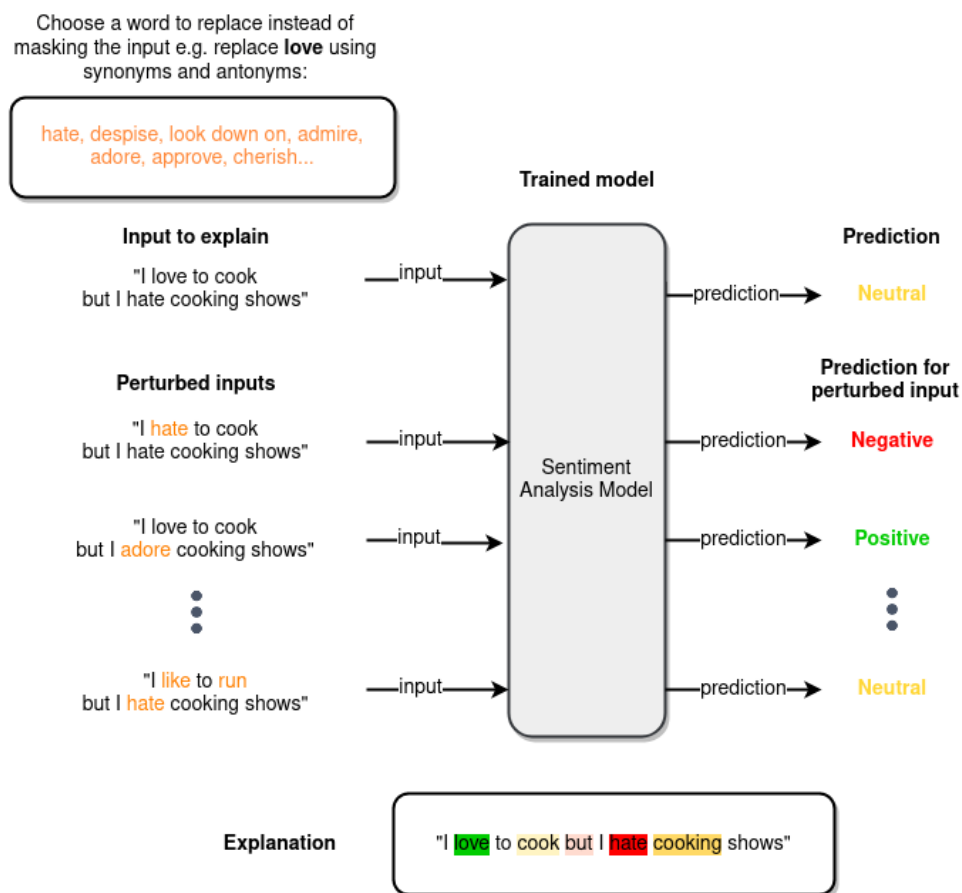 Choose a word to replace instead of
masking the input e.g. replace love using
synonyms and antonyms:
hate, despise, look down on, admire,
adore, approve, cherish...
Trained model
Input to explain
Prediction
"I love to cook
but I hate cooking shows"
input
prediction
Neutral
Perturbed inputs
Prediction for
perturbed input
"I hate to cook
but I hate cooking shows"
input
prediction
Negative
Sentiment
Analysis Model
"I love to cook
but I adore cooking shows"
input
prediction
Positive
"I like to run
but I hate cooking shows"
input
prediction
Neutral
Explanation
"I love to cook but I hate cooking shows"